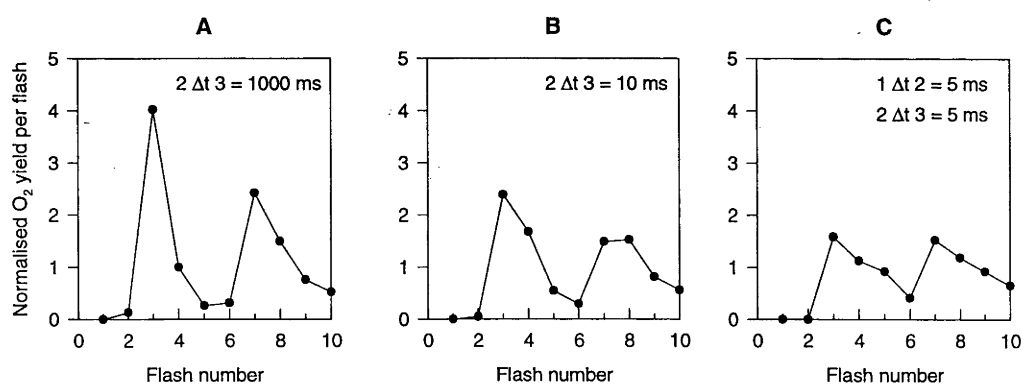 A
B
C
2 Δt 3 = 1000 ms
2 Δt 3 = 10 ms
1 Δt 2 = 5 ms
2 Δt 3 = 5 ms
Normalised O₂ yield per flash
5
4
3
2
1
0
0 2 4 6 8 10
Flash number
5
4
3
2
1
0
0 2 4 6 8 10
Flash number
5
4
3
2
1
0
0 2 4 6 8 10
Flash number